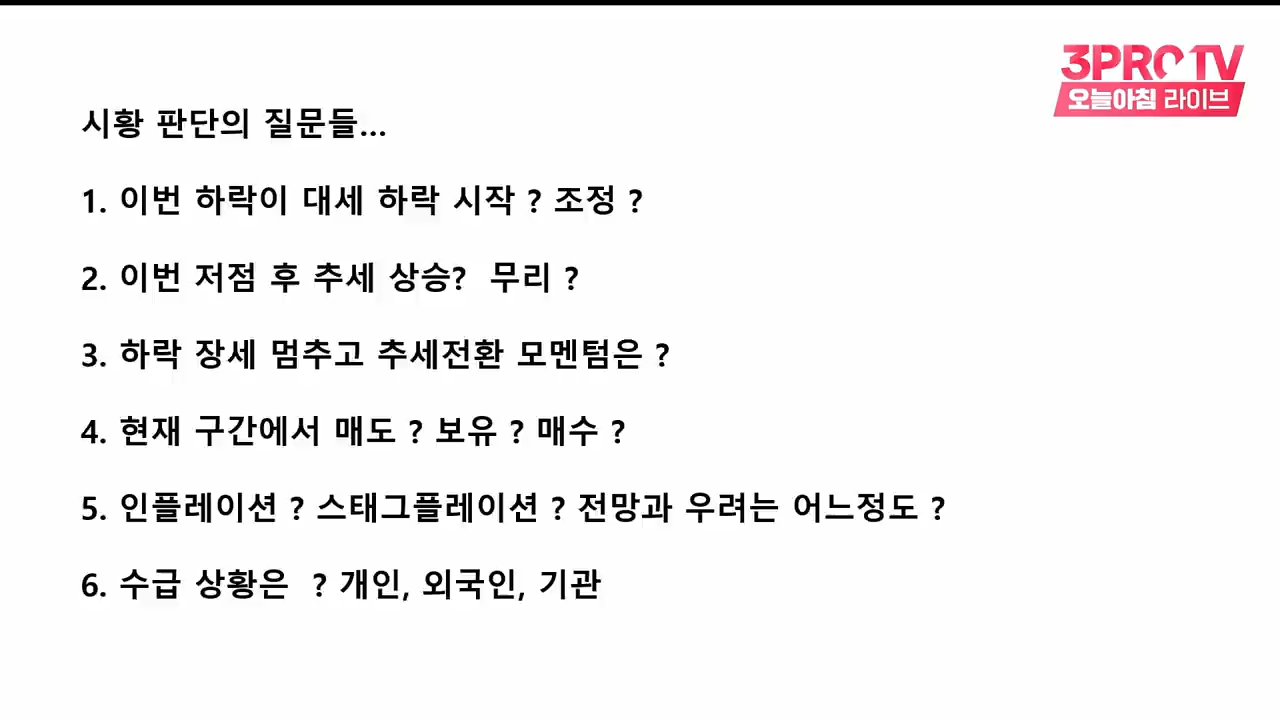 3PROTV
오늘아침 라이브
시황 판단의 질문들...
1. 이번 하락이 대세 하락 시작 ? 조정 ?
2. 이번 저점 후 추세 상승?  무리 ?
3. 하락 장세 멈추고 추세전환 모멘텀은 ?
4. 현재 구간에서 매도 ? 보유 ? 매수 ?
5. 인플레이션 ? 스태그플레이션 ? 전망과 우려는 어느정도 ?
6. 수급 상황은  ? 개인, 외국인, 기관